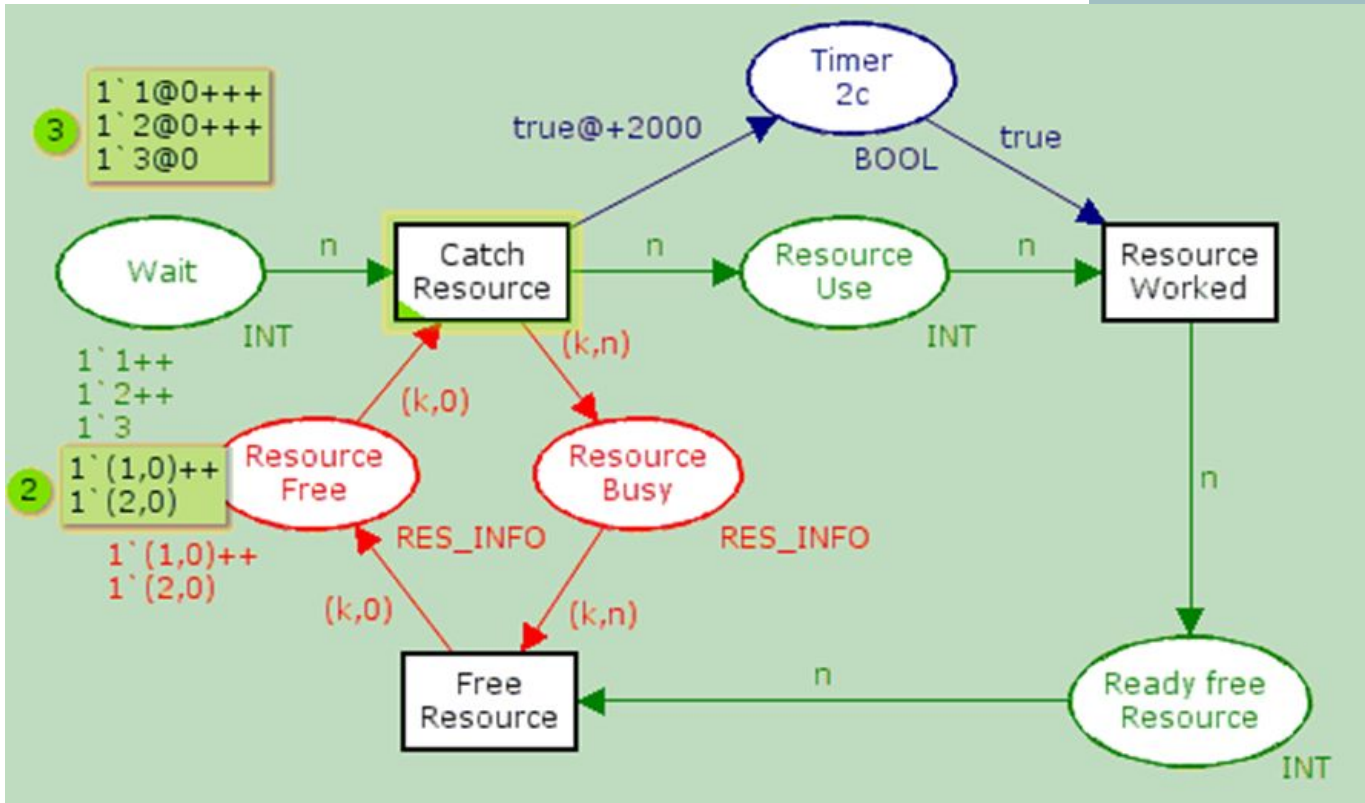 Timer
2c
1`1@0+++
1`2@0+++
1`3@0
3
true@+2000
true
BOOL
Wait
n
Catch
Resource
n
Resource
Use
n
Resource
Worked
INT
INT
1`1++
1`2++
1`3
(k,n)
(k,0)
2
1`(1,0)++
1`(2,0)
Resource
Free
Resource
Busy
n
RES_INFO
RES_INFO
1`(1,0)++
1`(2,0)
(k,0)
(k,n)
Free
Resource
n
Ready free
Resource
INT